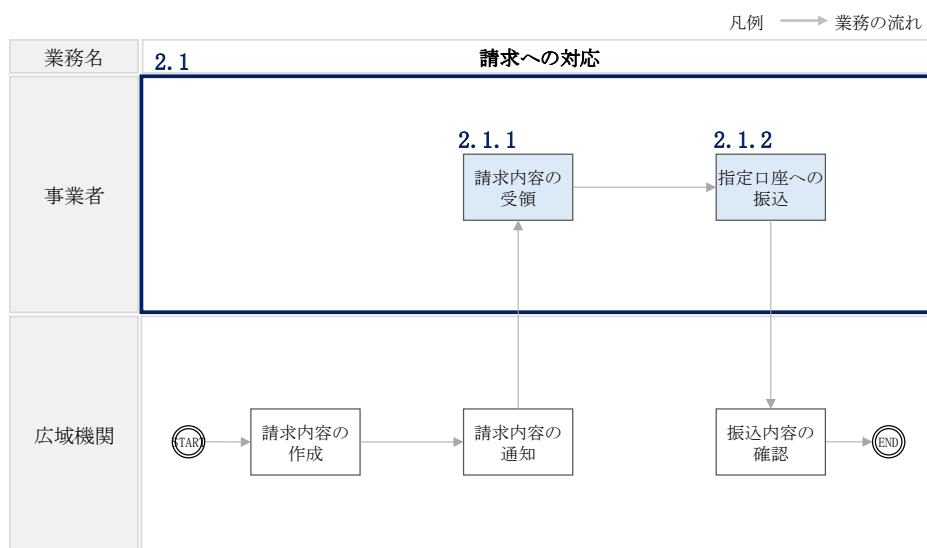 凡例
業務の流れ
業務名
2.1
請求への対応
事業者
2.1.1
請求内容の
受領
2.1.2
指定口座への
振込
広域機関
START
請求内容の
作成
請求内容の
通知
振込内容の
確認
END